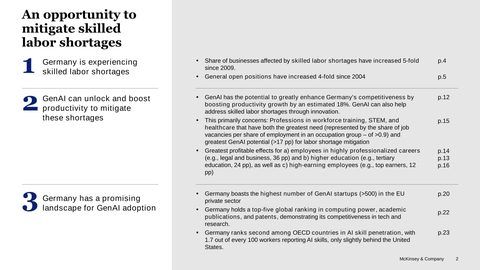 An opportunity to
mitigate skilled
labor shortages
1
Germany is experiencing
skilled labor shortages
• Share of businesses affected by skilled labor shortages have increased 5-fold
since 2009.
p.4
• General open positions have increased 4-fold since 2004
p.5
2
GenAI can unlock and boost
productivity to mitigate
these shortages
• GenAI has the potential to greatly enhance Germany's competitiveness by
boosting productivity growth by an estimated 18%. GenAI can also help
address skilled labor shortages through innovation.
p.12
• This primarily concerns: Professions in workforce training, STEM, and
healthcare that have both the greatest need (represented by the share of job
vacancies per share of employment in an occupation group – of >0.9) and
greatest GenAI potential (>17 pp) for labor shortage mitigation
p.15
• Greatest profitable effects for a) employees in highly professionalized careers
(e.g., legal and business, 36 pp) and b) higher education (e.g., tertiary
education, 24 pp), as well as c) high-earning employees (e.g., top earners, 12
pp)
p.14
p.13
p.16
3
Germany has a promising
landscape for GenAI adoption
• Germany boasts the highest number of GenAI startups (>500) in the EU
private sector
p.20
• Germany holds a top-five global ranking in computing power, academic
publications, and patents, demonstrating its competitiveness in tech and
research.
p.22
• Germany ranks second among OECD countries in AI skill penetration, with
1.7 out of every 100 workers reporting AI skills, only slightly behind the United
States.
p.23
McKinsey & Company
2